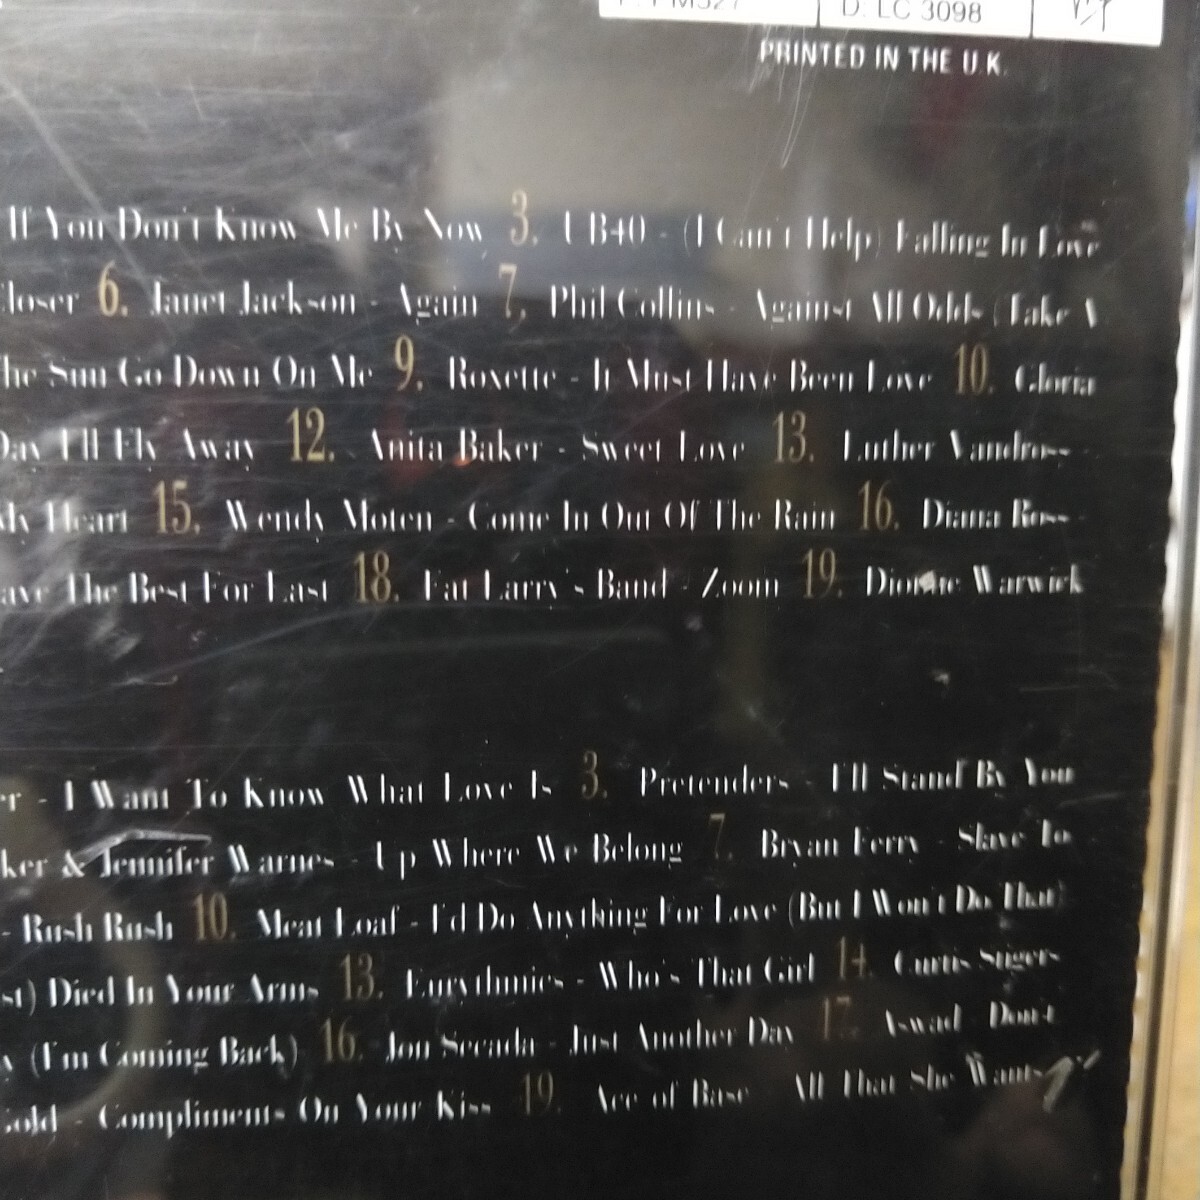 D: LC 3098
PRINTED IN THE U.K.
If You Don't Know Me By Now 3. UB40 - (I Can't Help) Falling In Love
Closer 6. Janet Jackson - Again 7. Phil Collins - Against All Odds (Take A
The Sun Go Down On Me 9. Roxette - It Must Have Been Love 10. Gloria
Day I'll Fly Away 12. Anita Baker - Sweet Love 13. Luther Vandross -
My Heart 15. Wendy Moten - Come In Out Of The Rain 16. Diana Ross -
ave The Best For Last 18. Fat Larry's Band - Zoom 19. Dionne Warwick
er - I Want To Know What Love Is 3. Pretenders - I'll Stand By You
ker & Jennifer Warnes - Up Where We Belong 7. Bryan Ferry - Slave To
- Rush Rush 10. Meat Loaf - I'd Do Anything For Love (But I Won't Do That)
st) Died In Your Arms 13. Eurythmics - Who's That Girl 14. Curtis Stigers
y (I'm Coming Back) 16. Jon Secada - Just Another Day 17. Aswad - Don't
Gold - Compliments On Your Kiss 19. Ace of Base All That She Wants